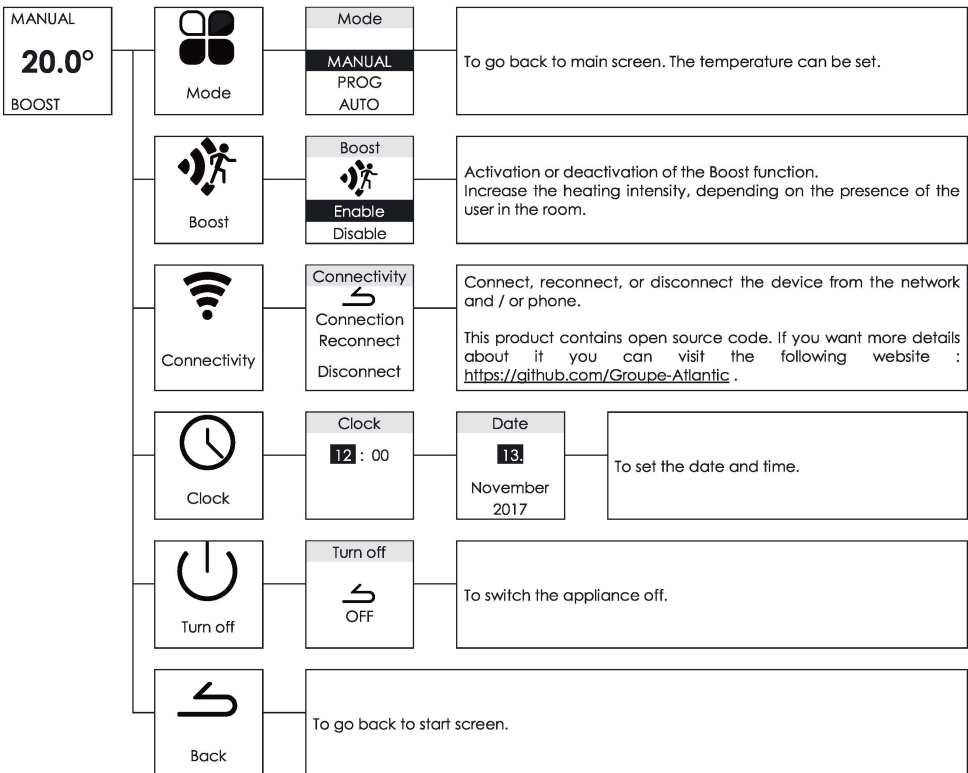 MANUAL
20.0°
BOOST
Mode
Mode
MANUAL
PROG
AUTO
To go back to main screen. The temperature can be set.
Boost
Boost
Enable
Disable
Activation or deactivation of the Boost function.
Increase the heating intensity, depending on the presence of the
user in the room.
Connectivity
Connectivity
Connection
Reconnect
Disconnect
Connect, reconnect, or disconnect the device from the network
and / or phone.
This product contains open source code. If you want more details
about it you can visit the following website :
https://github.com/Groupe-Atlantic .
Clock
Clock
12 : 00
Date
13.
November
2017
To set the date and time.
Turn off
Turn off
OFF
To switch the appliance off.
Back
To go back to start screen.